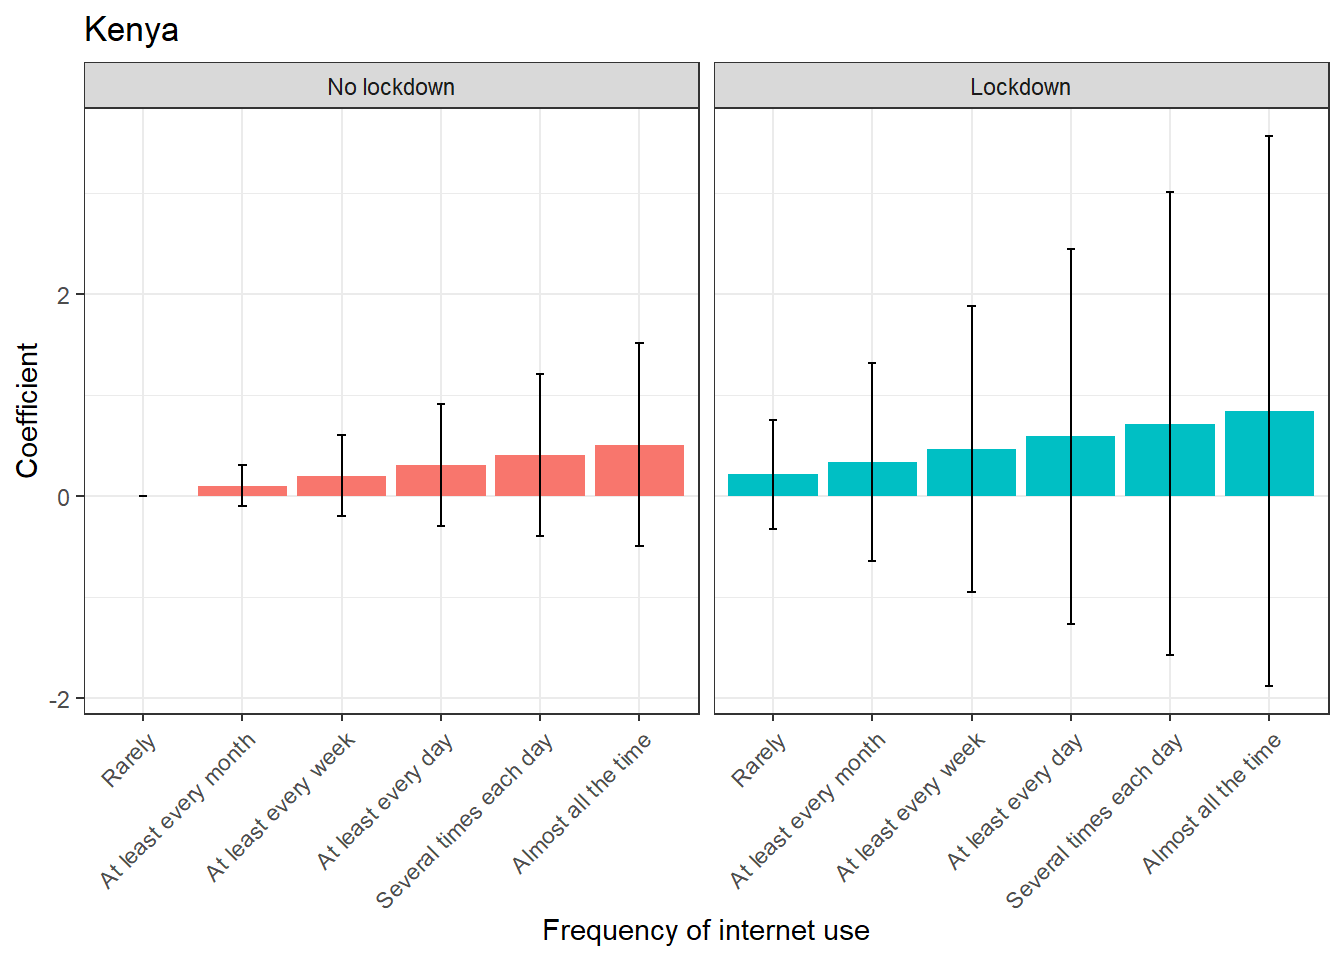 Kenya
No lockdown
Lockdown
Coefficient
2
0
-2
Rarely
At least every month
At least every week
At least every day
Several times each day
Almost all the time
Rarely
At least every month
At least every week
At least every day
Several times each day
Almost all the time
Frequency of internet use